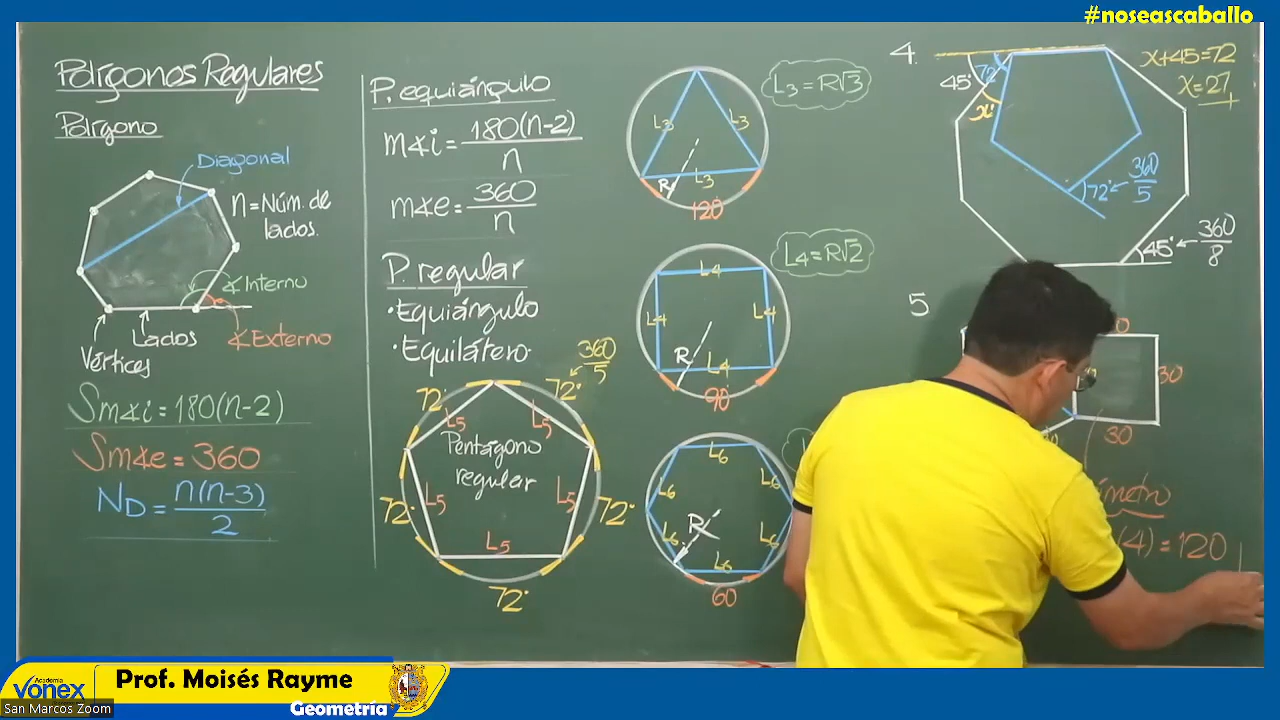 #noseascaballo
Polígonos Regulares
Polígono
Diagonal
n=Núm. de
lados.
∢Interno
∢Externo
Lados
Vértices
Sm∢i = 180(n-2)
Sm∢e = 360
N_D = n(n-3)/2
P. equiángulo
m∢i = 180(n-2)/n
m∢e = 360/n
P. regular
• Equiángulo
• Equilátero.
360/5
72°
72°
L5
L5
Pentágono
regular
L5
L5
72°
72°
L5
72°
L3=R√3
L3
L3
R
L3
120
L4=R√2
L4
L4
L4
R
L4
90
L6
L6
L6
R
L6
L6
L6
60
4.
45°
72°
x°
x+45=72
x=27
72°
360/5
45°
360/8
5
30
30
(4)=120
Academia
Vonex
San Marcos Zoom
Prof. Moisés Rayme
Geometría